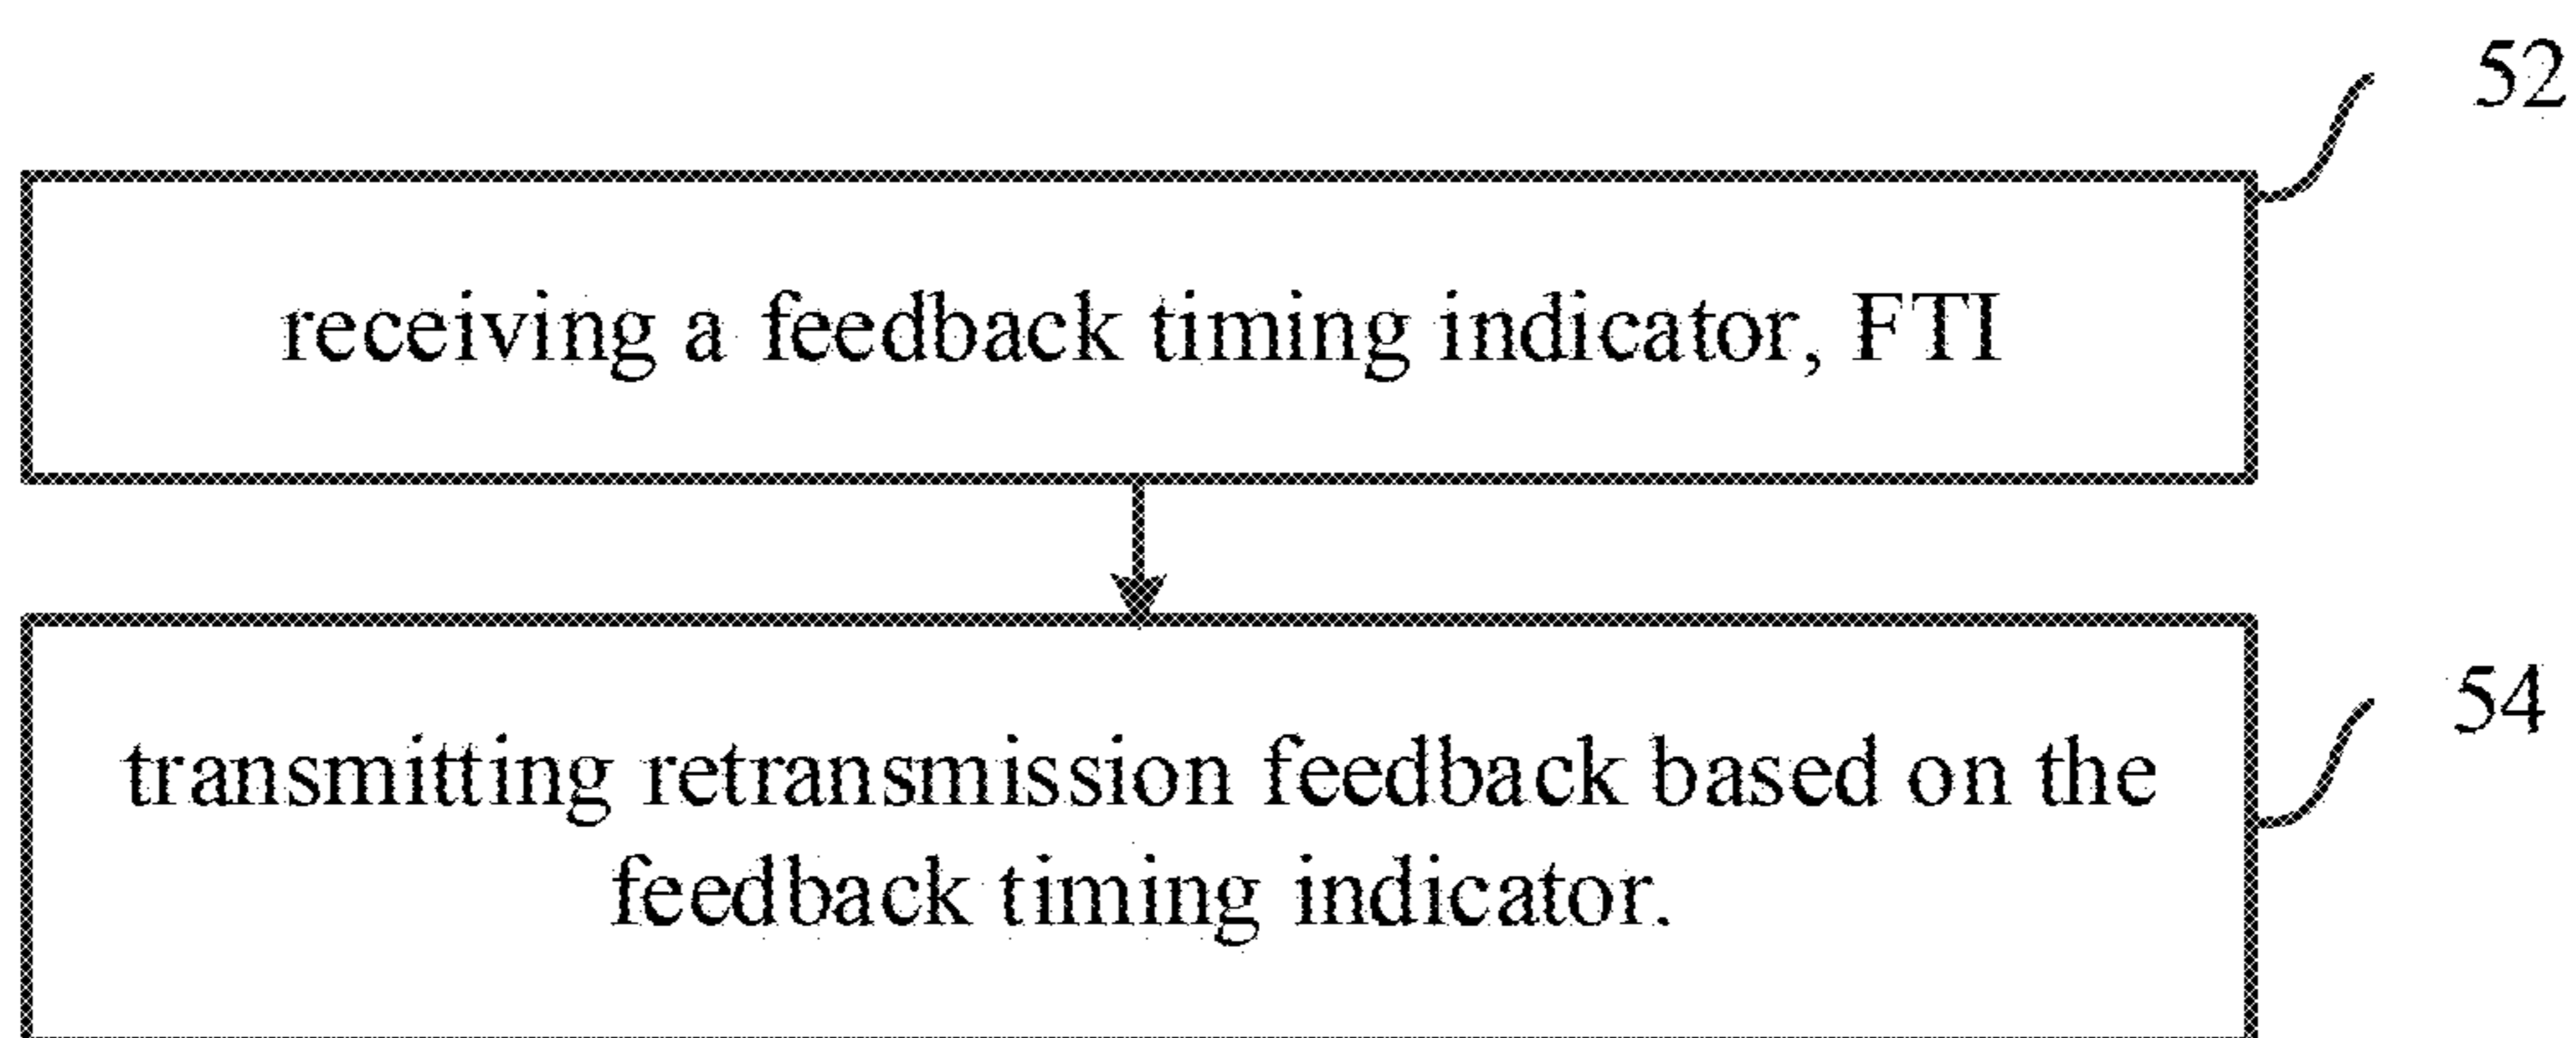 52
receiving a feedback timing indicator, FTI
54
transmitting retransmission feedback based on the
feedback timing indicator.